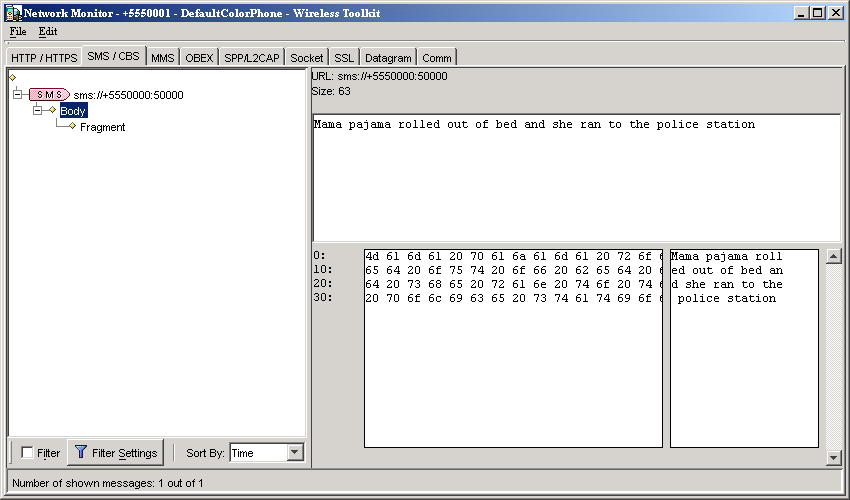 Network Monitor - +5550001 - DefaultColorPhone - Wireless Toolkit
File Edit
HTTP / HTTPS SMS / CBS MMS OBEX SPP/L2CAP Socket SSL Datagram Comm
SMS sms://+5550000:50000
Body
Fragment
Filter Filter Settings Sort By: Time
URL: sms://+5550000:50000
Size: 63
Mama pajama rolled out of bed and she ran to the police station
0: 4d 61 6d 61 20 70 61 6a 61 6d 61 20 72 6f 6 Mama pajama roll
10: 65 64 20 6f 75 74 20 6f 66 20 62 65 64 20 6 ed out of bed an
20: 64 20 73 68 65 20 72 61 6e 20 74 6f 20 74 6 d she ran to the
30: 20 70 6f 6c 69 63 65 20 73 74 61 74 69 6f 6 police station
Number of shown messages: 1 out of 1